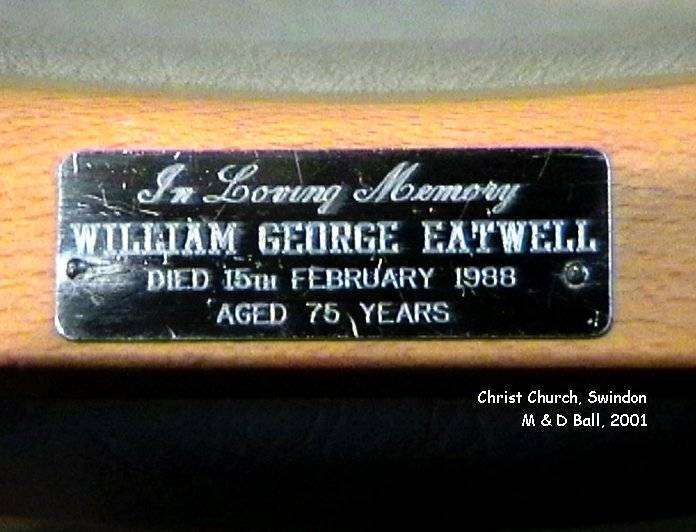 In Loving Memory
WILLIAM GEORGE EATWELL
DIED 15TH FEBRUARY 1988
AGED 75 YEARS
Christ Church, Swindon
M & D Ball, 2001